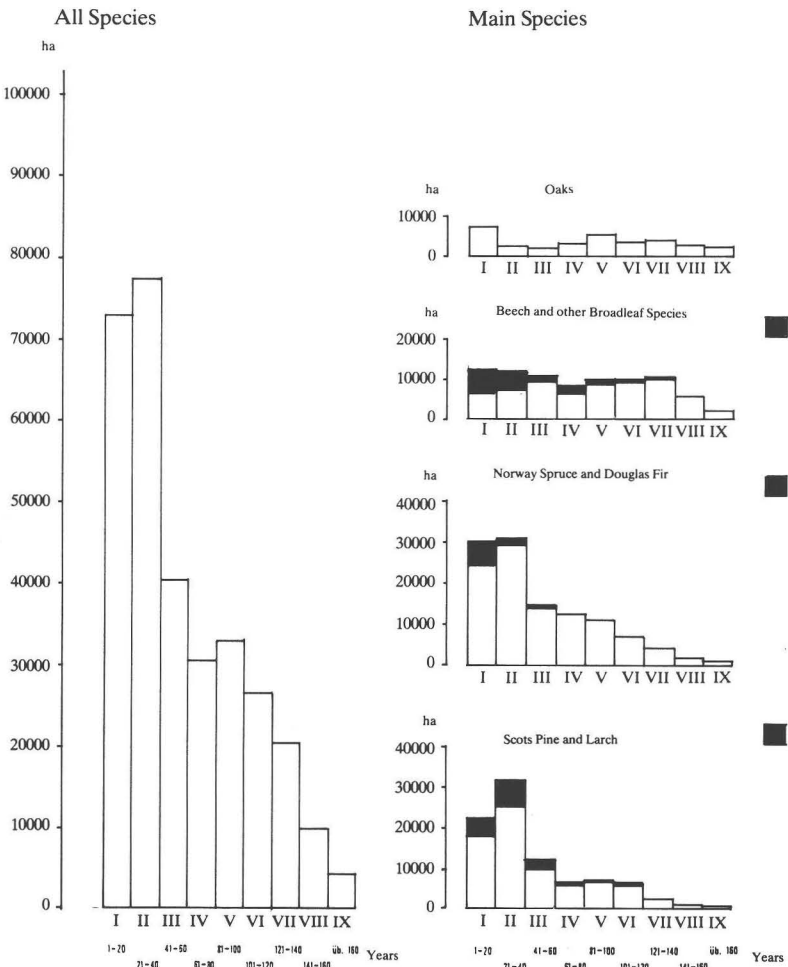 All Species
ha
100000
90000
80000
70000
60000
50000
40000
30000
20000
10000
0
I II III IV V VI VII VIII IX
1-20 41-60 81-100 121-140 üb. 160
21-40 61-80 101-120 141-160
Years
Main Species
ha
Oaks
10000
0
I II III IV V VI VII VIII IX
ha
Beech and other Broadleaf Species
20000
10000
0
I II III IV V VI VII VIII IX
ha
Norway Spruce and Douglas Fir
40000
30000
20000
10000
0
I II III IV V VI VII VIII IX
ha
Scots Pine and Larch
40000
30000
20000
10000
0
I II III IV V VI VII VIII IX
1-20 41-60 81-100 121-140 üb. 160
21-40 61-80 101-120 141-160
Years